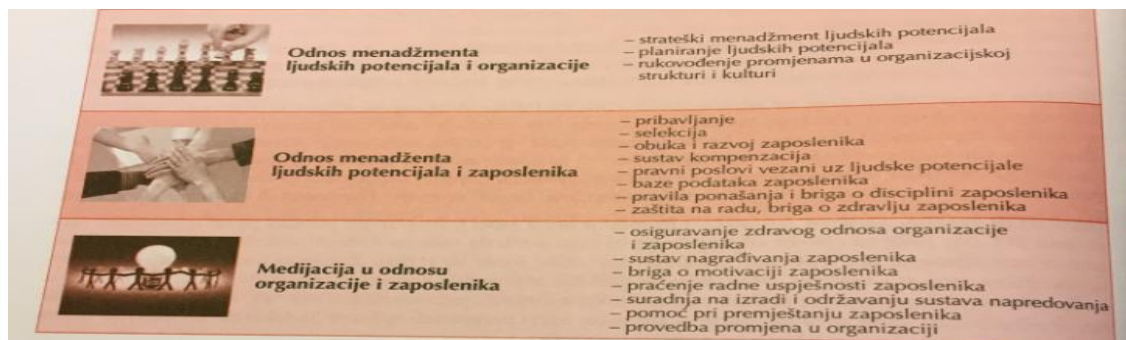 Odnos menadžmenta
ljudskih potencijala i organizacije
– strateški menadžment ljudskih potencijala
– planiranje ljudskih potencijala
– rukovođenje promjenama u organizacijskoj
strukturi i kulturi
Odnos menadženta
ljudskih potencijala i zaposlenika
– pribavljanje
– selekcija
– obuka i razvoj zaposlenika
– sustav kompenzacija
– pravni poslovi vezani uz ljudske potencijale
– baze podataka zaposlenika
– pravila ponašanja i briga o disciplini zaposlenika
– zaštita na radu, briga o zdravlju zaposlenika
Medijacija u odnosu
organizacije i zaposlenika
– osiguravanje zdravog odnosa organizacije
i zaposlenika
– sustav nagrađivanja zaposlenika
– briga o motivaciji zaposlenika
– praćenje radne uspješnosti zaposlenika
– suradnja na izradi i održavanju sustava napredovanja
– pomoć pri premještanju zaposlenika
– provedba promjena u organizaciji